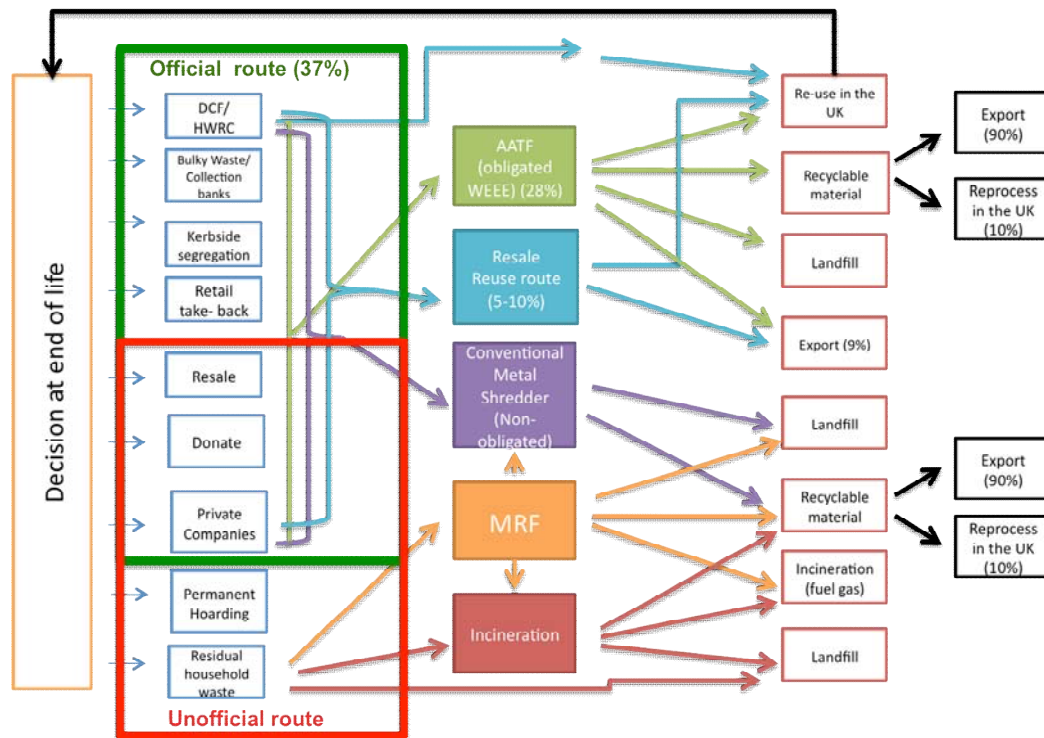 Decision at end of life
Official route (37%)
DCF/
HWRC
Bulky Waste/
Collection
banks
Kerbside
segregation
Retail
take- back
Resale
Donate
Private
Companies
Permanent
Hoarding
Residual
household
waste
Unofficial route
AATF
(obligated
WEEE) (28%)
Resale
Reuse route
(5-10%)
Conventional
Metal
Shredder
(Non-
obligated)
MRF
Incineration
Re-use in the
UK
Recyclable
material
Landfill
Export (9%)
Landfill
Recyclable
material
Incineration
(fuel gas)
Landfill
Export
(90%)
Reprocess
in the UK
(10%)
Export
(90%)
Reprocess
in the UK
(10%)